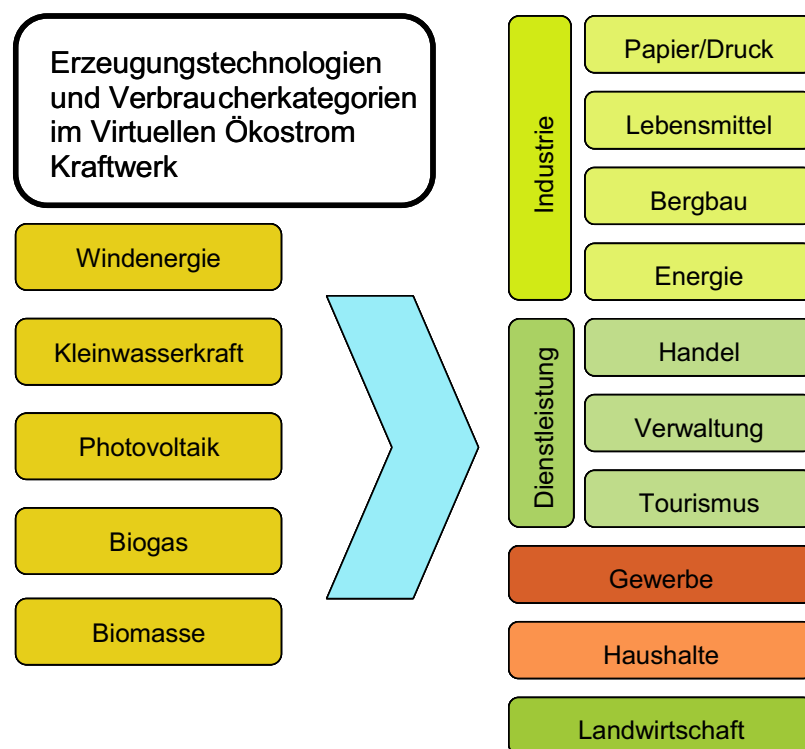 Erzeugungstechnologien
und Verbraucherkategorien
im Virtuellen Ökostrom
Kraftwerk
Windenergie
Kleinwasserkraft
Photovoltaik
Biogas
Biomasse
Industrie
Papier/Druck
Lebensmittel
Bergbau
Energie
Dienstleistung
Handel
Verwaltung
Tourismus
Gewerbe
Haushalte
Landwirtschaft